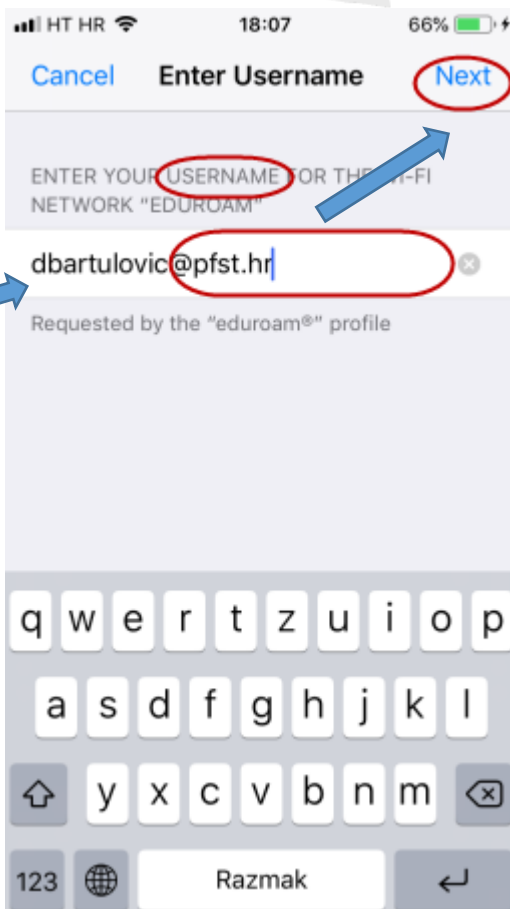 HT HR 18:07 66%
Cancel Enter Username Next
ENTER YOUR USERNAME FOR THE WI-FI
NETWORK "EDUROAM"
dbartulovic@pfst.hr
Requested by the "eduroam®" profile
q w e r t z u i o p
a s d f g h j k l
y x c v b n m
123 Razmak